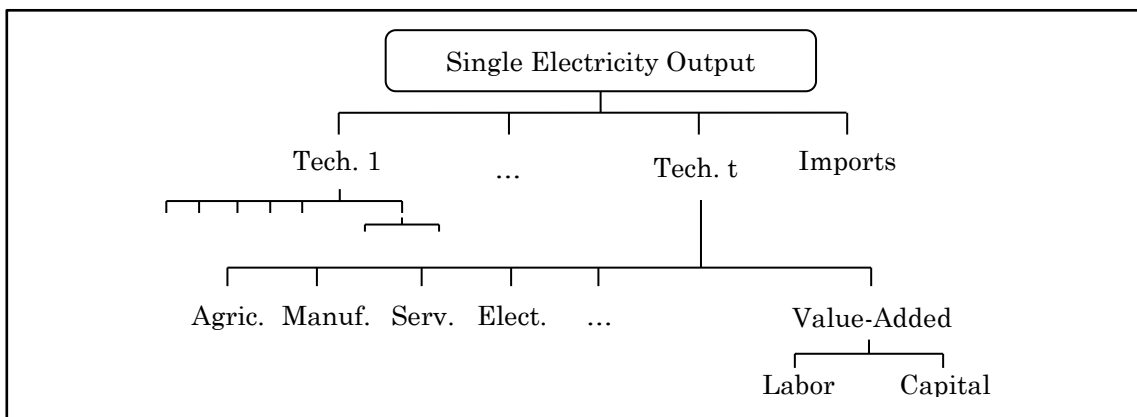 Single Electricity Output
Tech. 1 ... Tech. t Imports
Agric. Manuf. Serv. Elect. ... Value-Added
Labor Capital